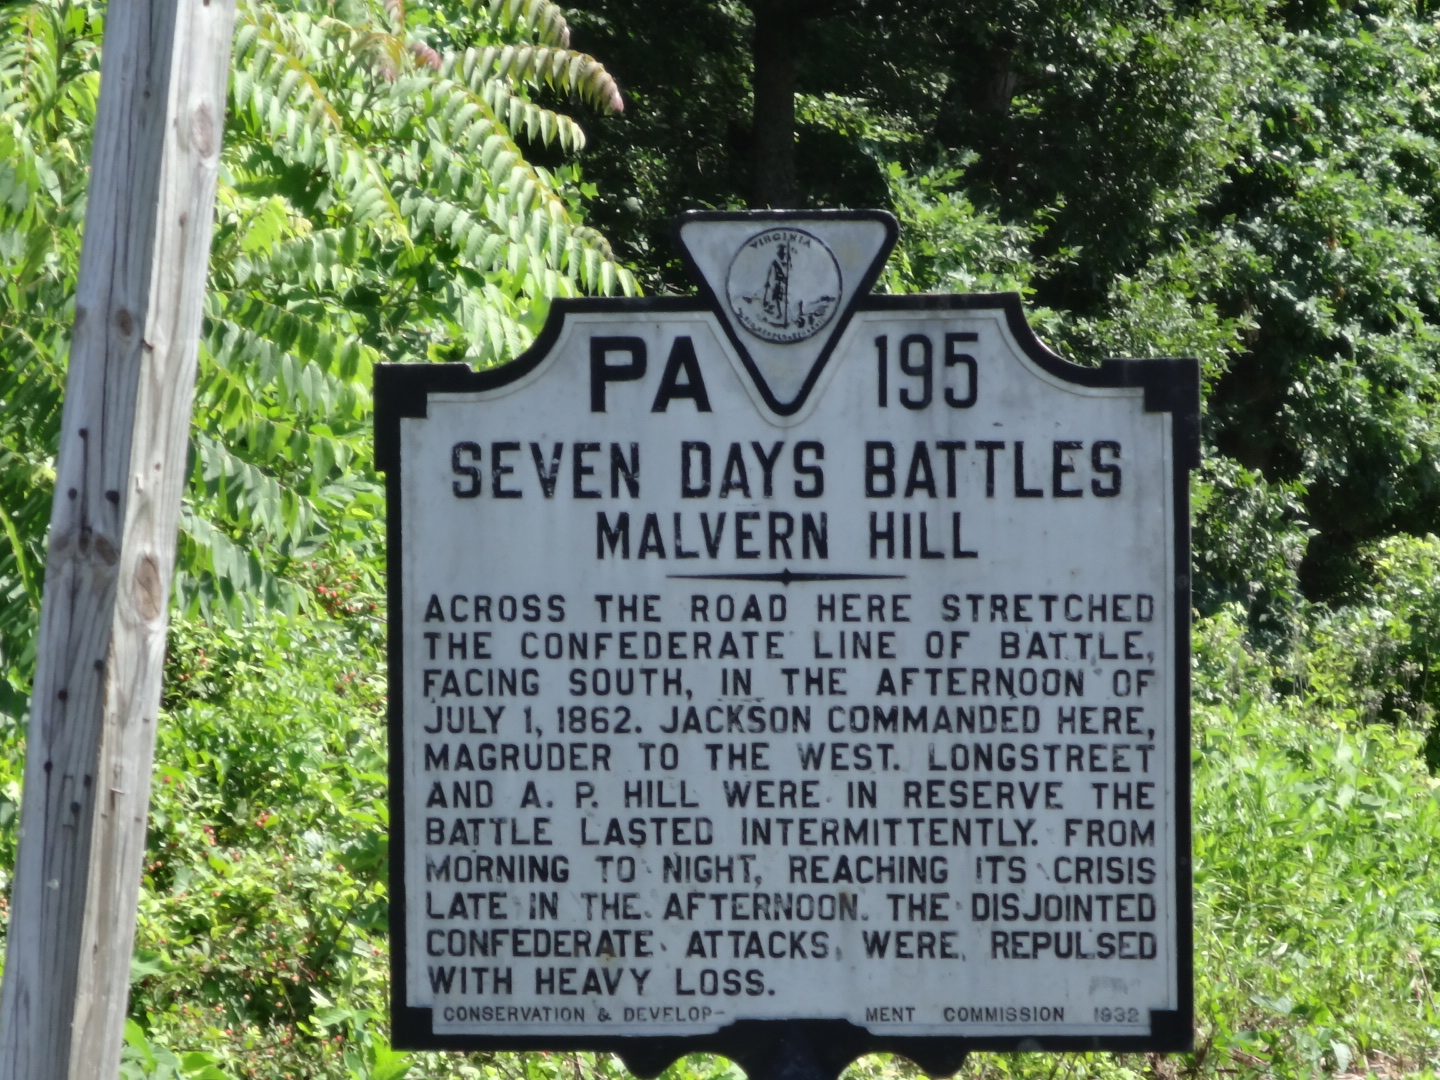 VIRGINIA
PA 195
SEVEN DAYS BATTLES
MALVERN HILL
ACROSS THE ROAD HERE STRETCHED
THE CONFEDERATE LINE OF BATTLE,
FACING SOUTH, IN THE AFTERNOON OF
JULY 1, 1862. JACKSON COMMANDED HERE,
MAGRUDER TO THE WEST. LONGSTREET
AND A. P. HILL WERE IN RESERVE THE
BATTLE LASTED INTERMITTENTLY. FROM
MORNING TO NIGHT, REACHING ITS CRISIS
LATE IN THE AFTERNOON. THE DISJOINTED
CONFEDERATE ATTACKS WERE REPULSED
WITH HEAVY LOSS.
CONSERVATION & DEVELOP- MENT COMMISSION 1932